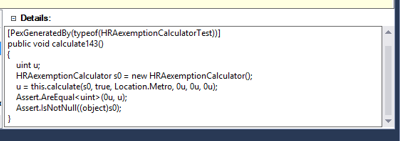 Details:
[PexGeneratedBy(typeof(HRAexemptionCalculatorTest))]
public void calculate143()
{
uint u;
HRAexemptionCalculator s0 = new HRAexemptionCalculator();
u = this.calculate(s0, true, Location.Metro, 0u, 0u, 0u);
Assert.AreEqual<uint>(0u, u);
Assert.IsNotNull((object)s0);
}